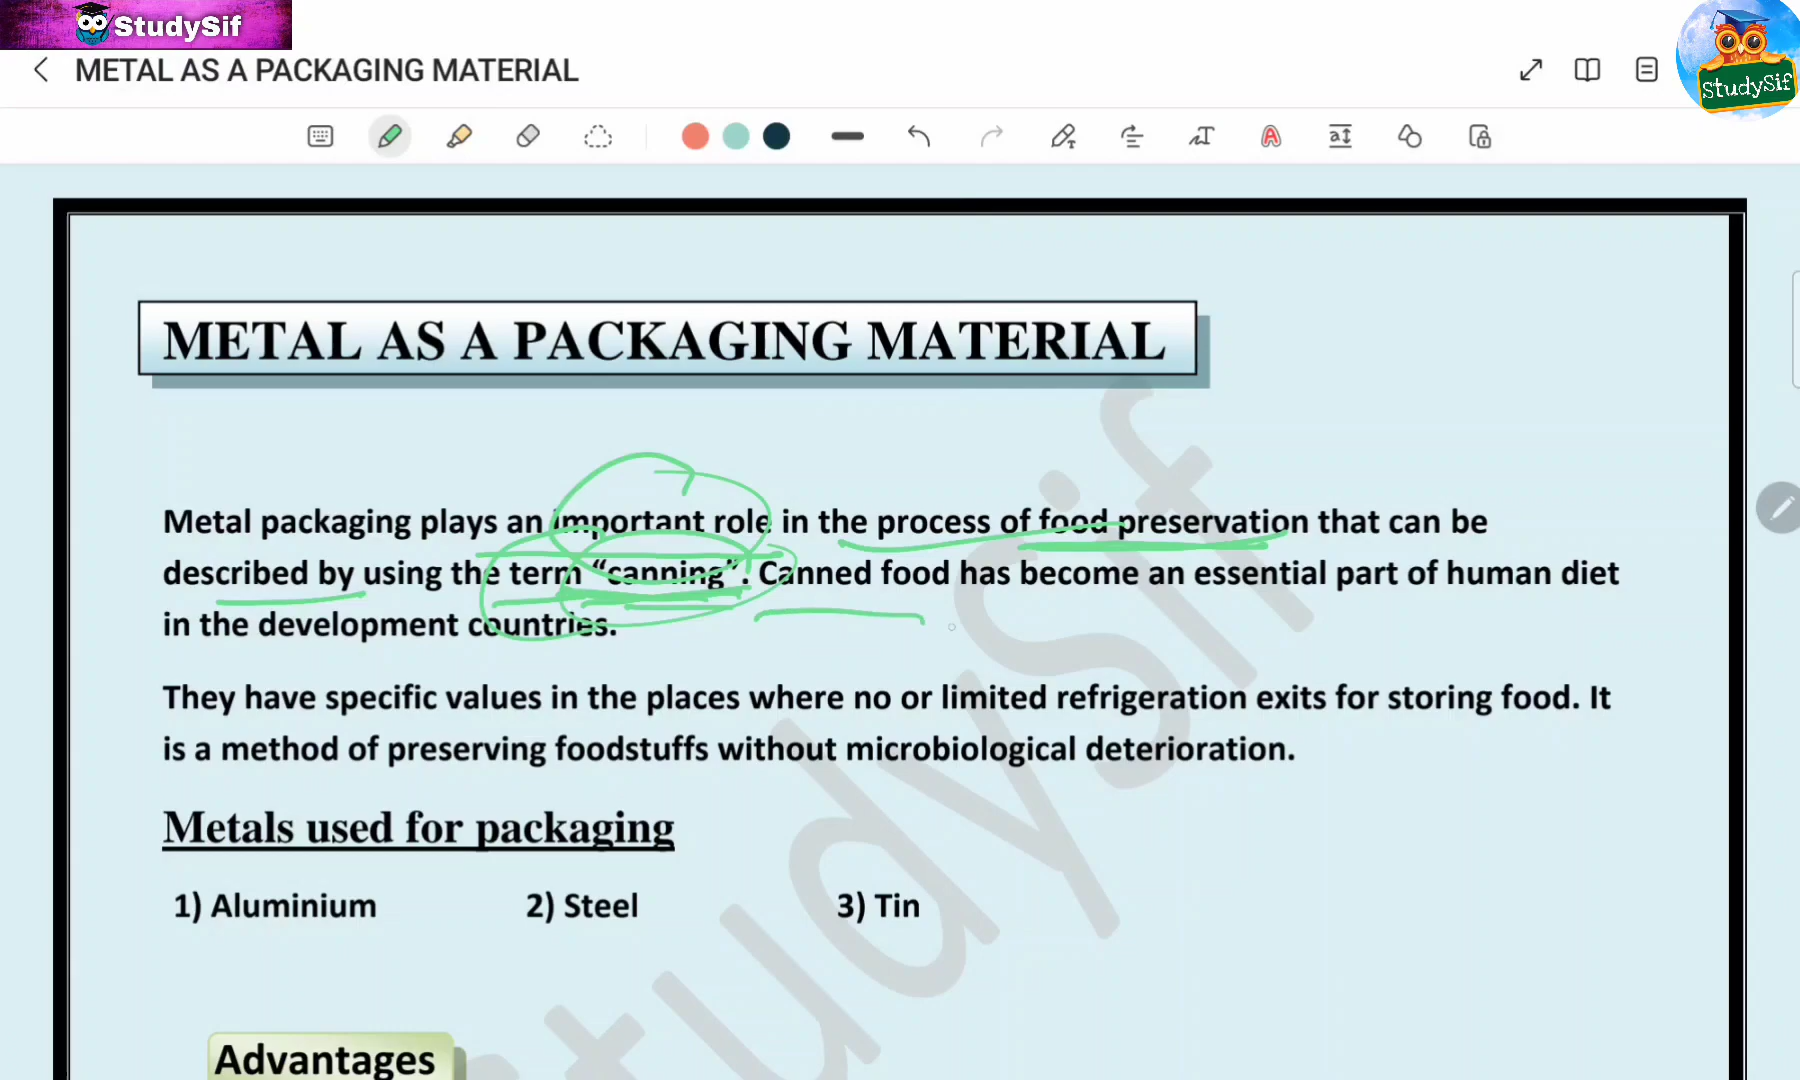 StudySif
METAL AS A PACKAGING MATERIAL
StudySif
METAL AS A PACKAGING MATERIAL
Metal packaging plays an important role in the process of food preservation that can be
described by using the term “canning”. Canned food has become an essential part of human diet
in the development countries.
They have specific values in the places where no or limited refrigeration exits for storing food. It
is a method of preserving foodstuffs without microbiological deterioration.
Metals used for packaging
1) Aluminium 2) Steel 3) Tin
Advantages
StudySif